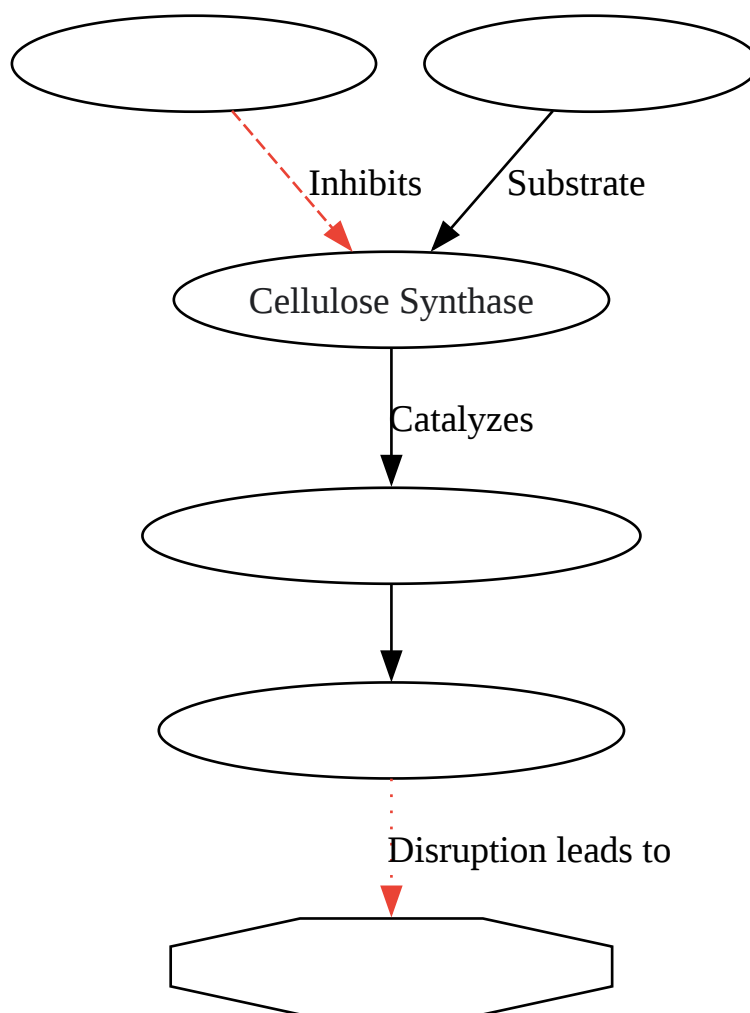 Inhibits
Substrate
Cellulose Synthase
Catalyzes
Disruption leads to